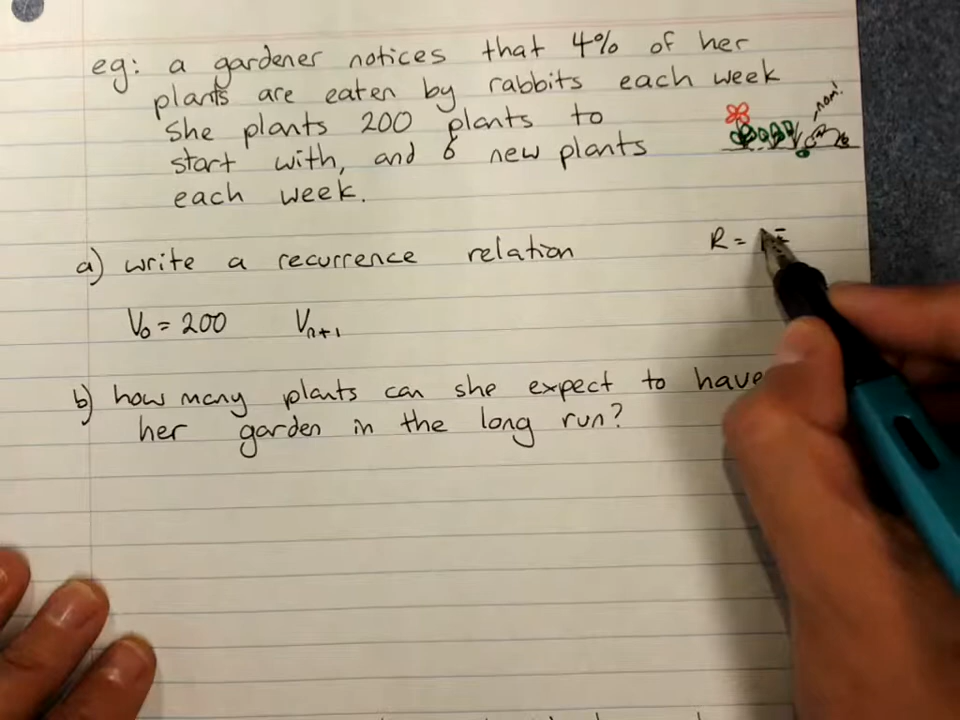 eg: a gardener notices that 4% of her
plants are eaten by rabbits each week
She plants 200 plants to
start with, and 6 new plants
each week.
nom!
a) write a recurrence relation
R =
V₀ = 200 Vₙ₊₁
b) how many plants can she expect to have
her garden in the long run?